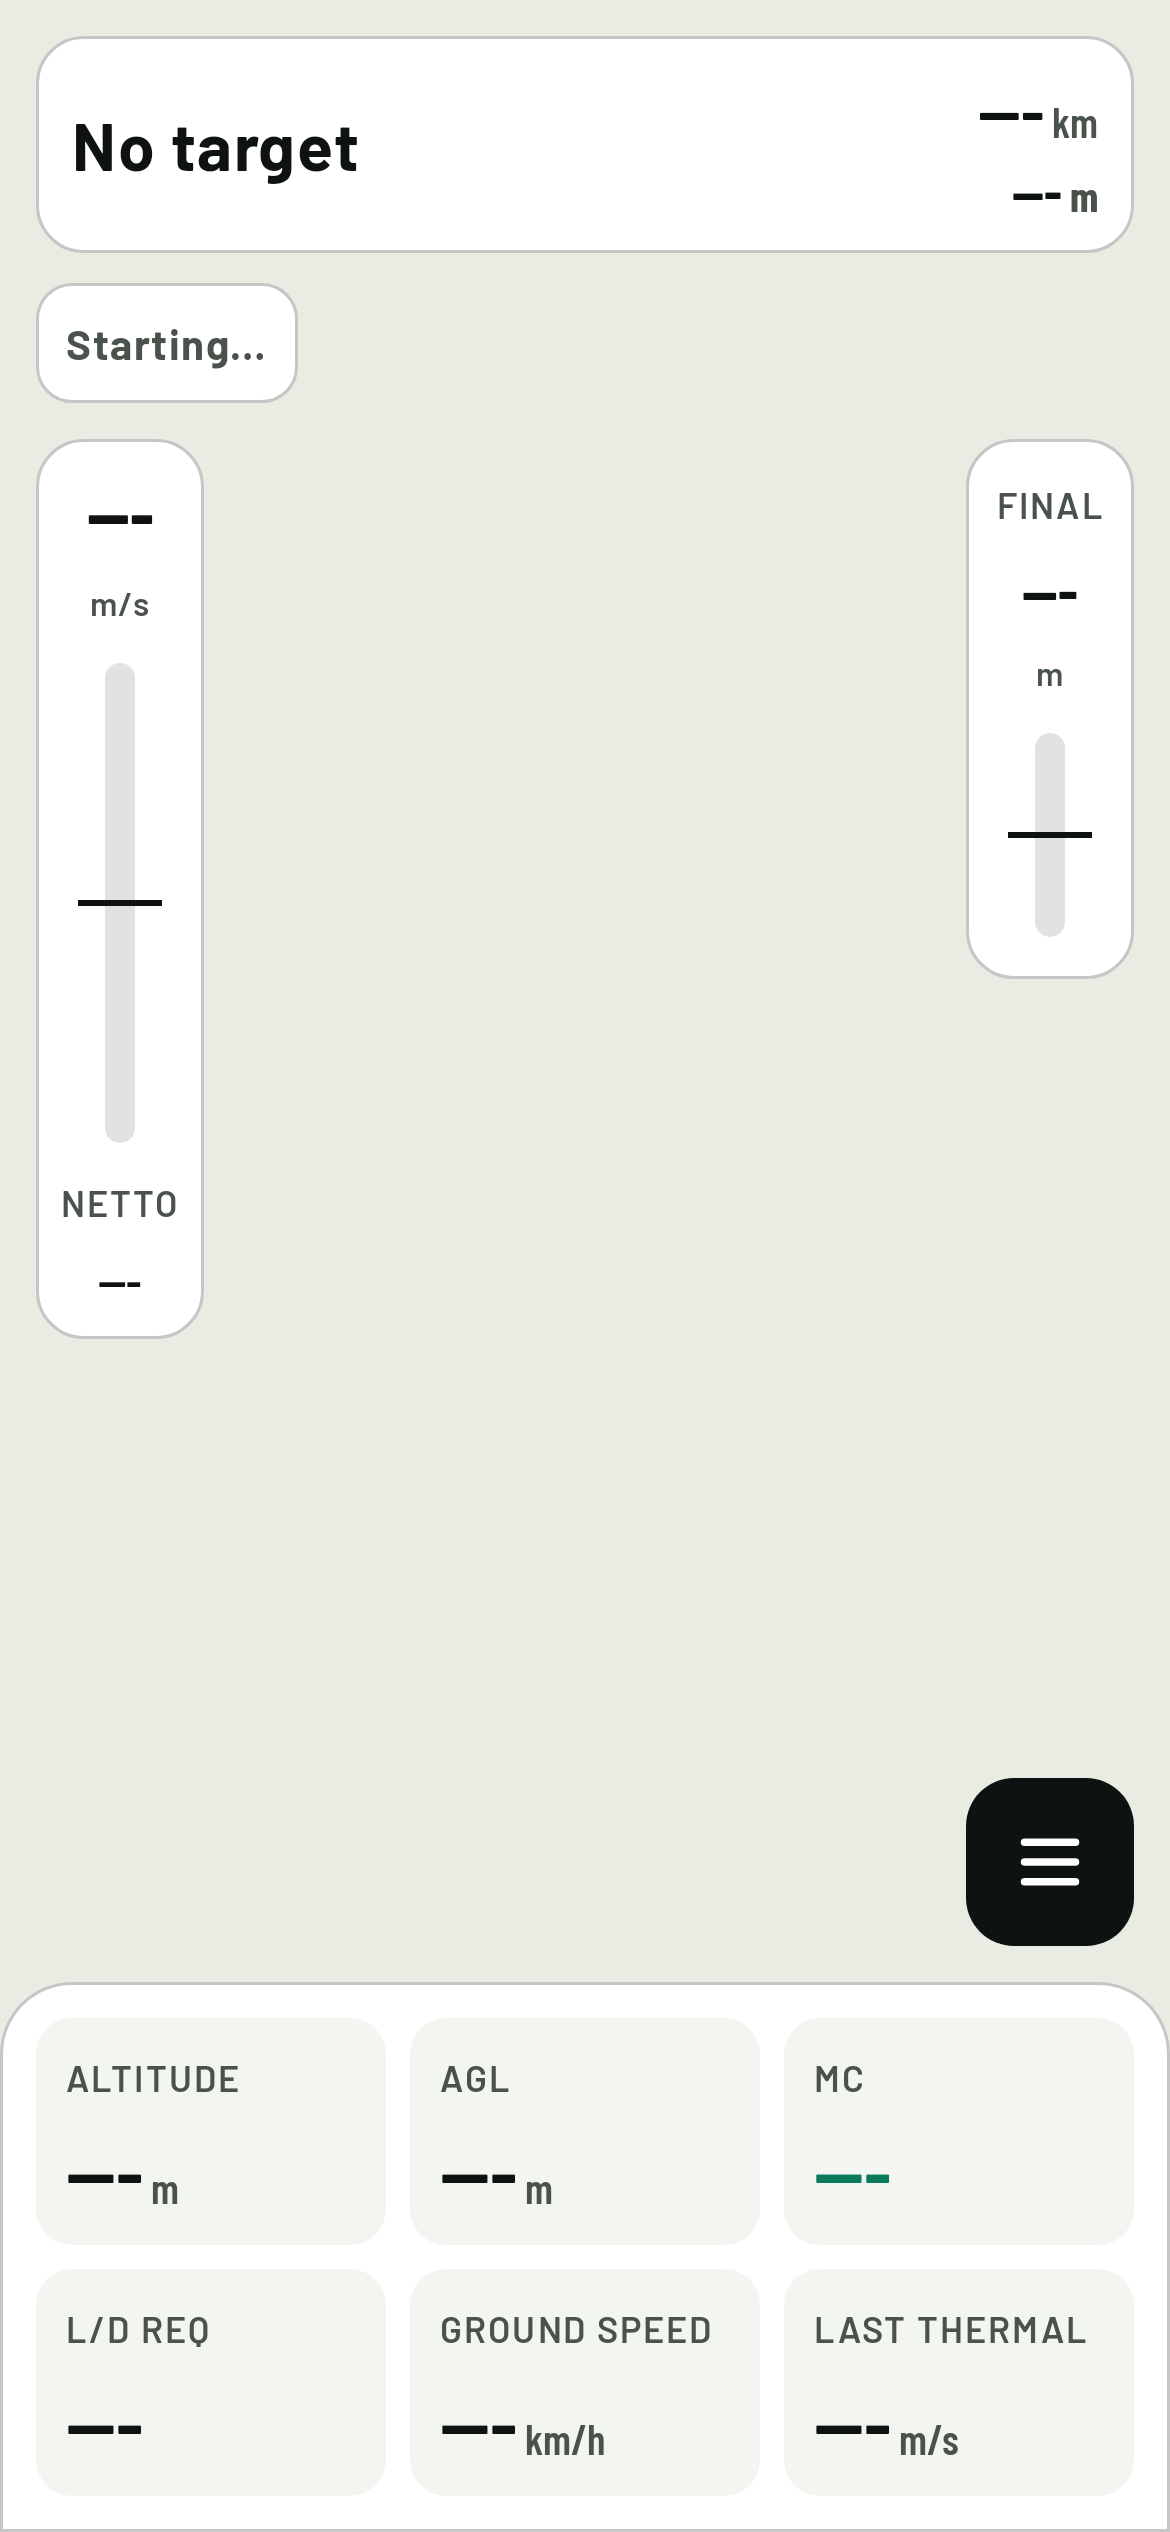 No target
—- km
—- m
Starting...
—-
m/s
FINAL
—-
m
NETTO
—-
ALTITUDE
—- m
AGL
—- m
MC
—-
L/D REQ
—-
GROUND SPEED
—- km/h
LAST THERMAL
—- m/s